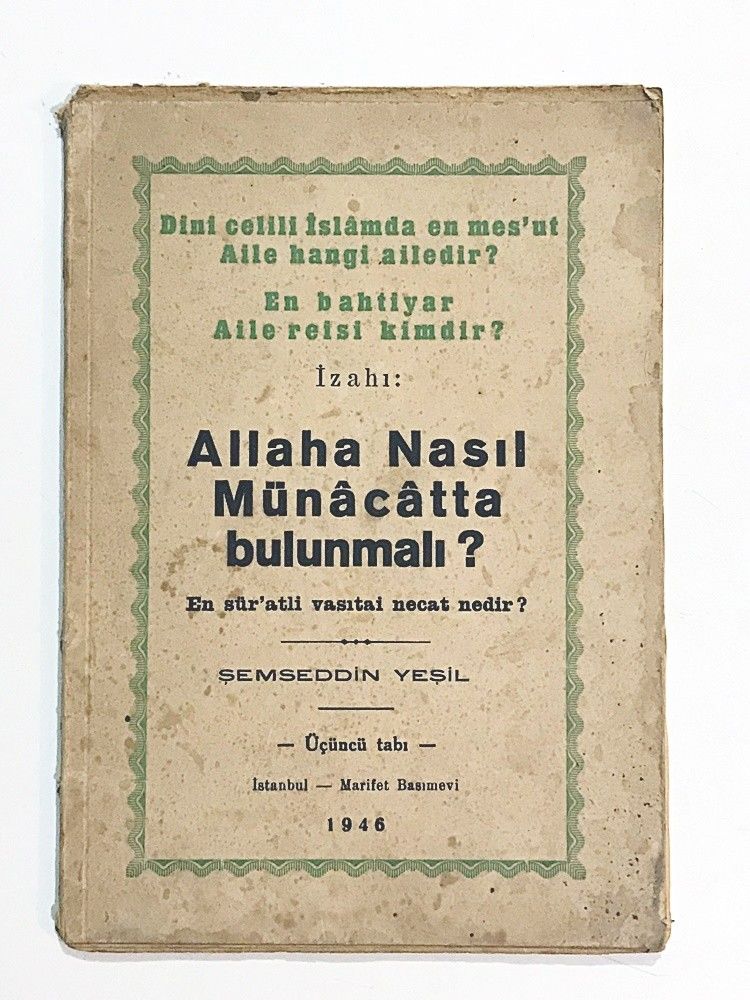 Dini celili İslâmda en mes'ut
Aile hangi ailedir?
En bahtiyar
Aile reisi kimdir?
İzahı:
Allaha Nasıl
Münâcâtta
bulunmalı?
En sür'atli vasıtai necat nedir?
ŞEMSEDDİN YEŞİL
— Üçüncü tabı —
İstanbul — Marifet Basımevi
1946